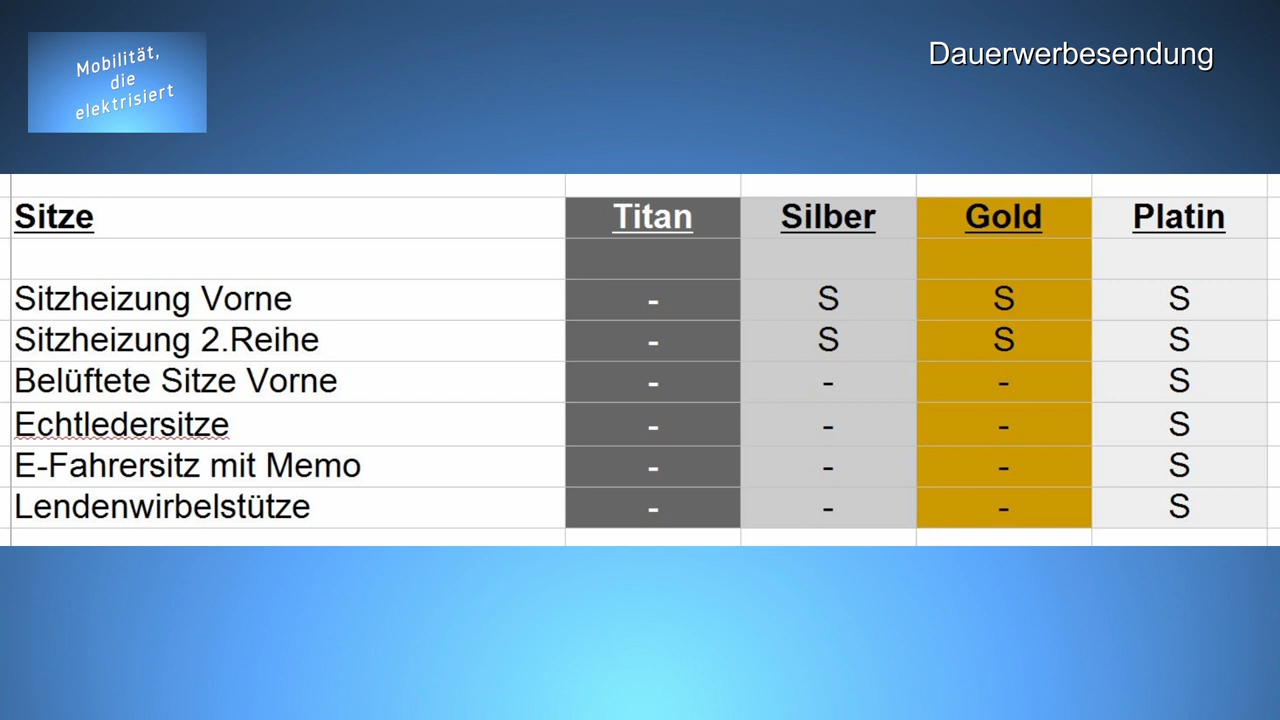 Mobilität,
die
elektrisiert
Dauerwerbesendung
Sitze Titan Silber Gold Platin
Sitzheizung Vorne - S S S
Sitzheizung 2.Reihe - S S S
Belüftete Sitze Vorne - - - S
Echtledersitze - - - S
E-Fahrersitz mit Memo - - - S
Lendenwirbelstütze - - - S